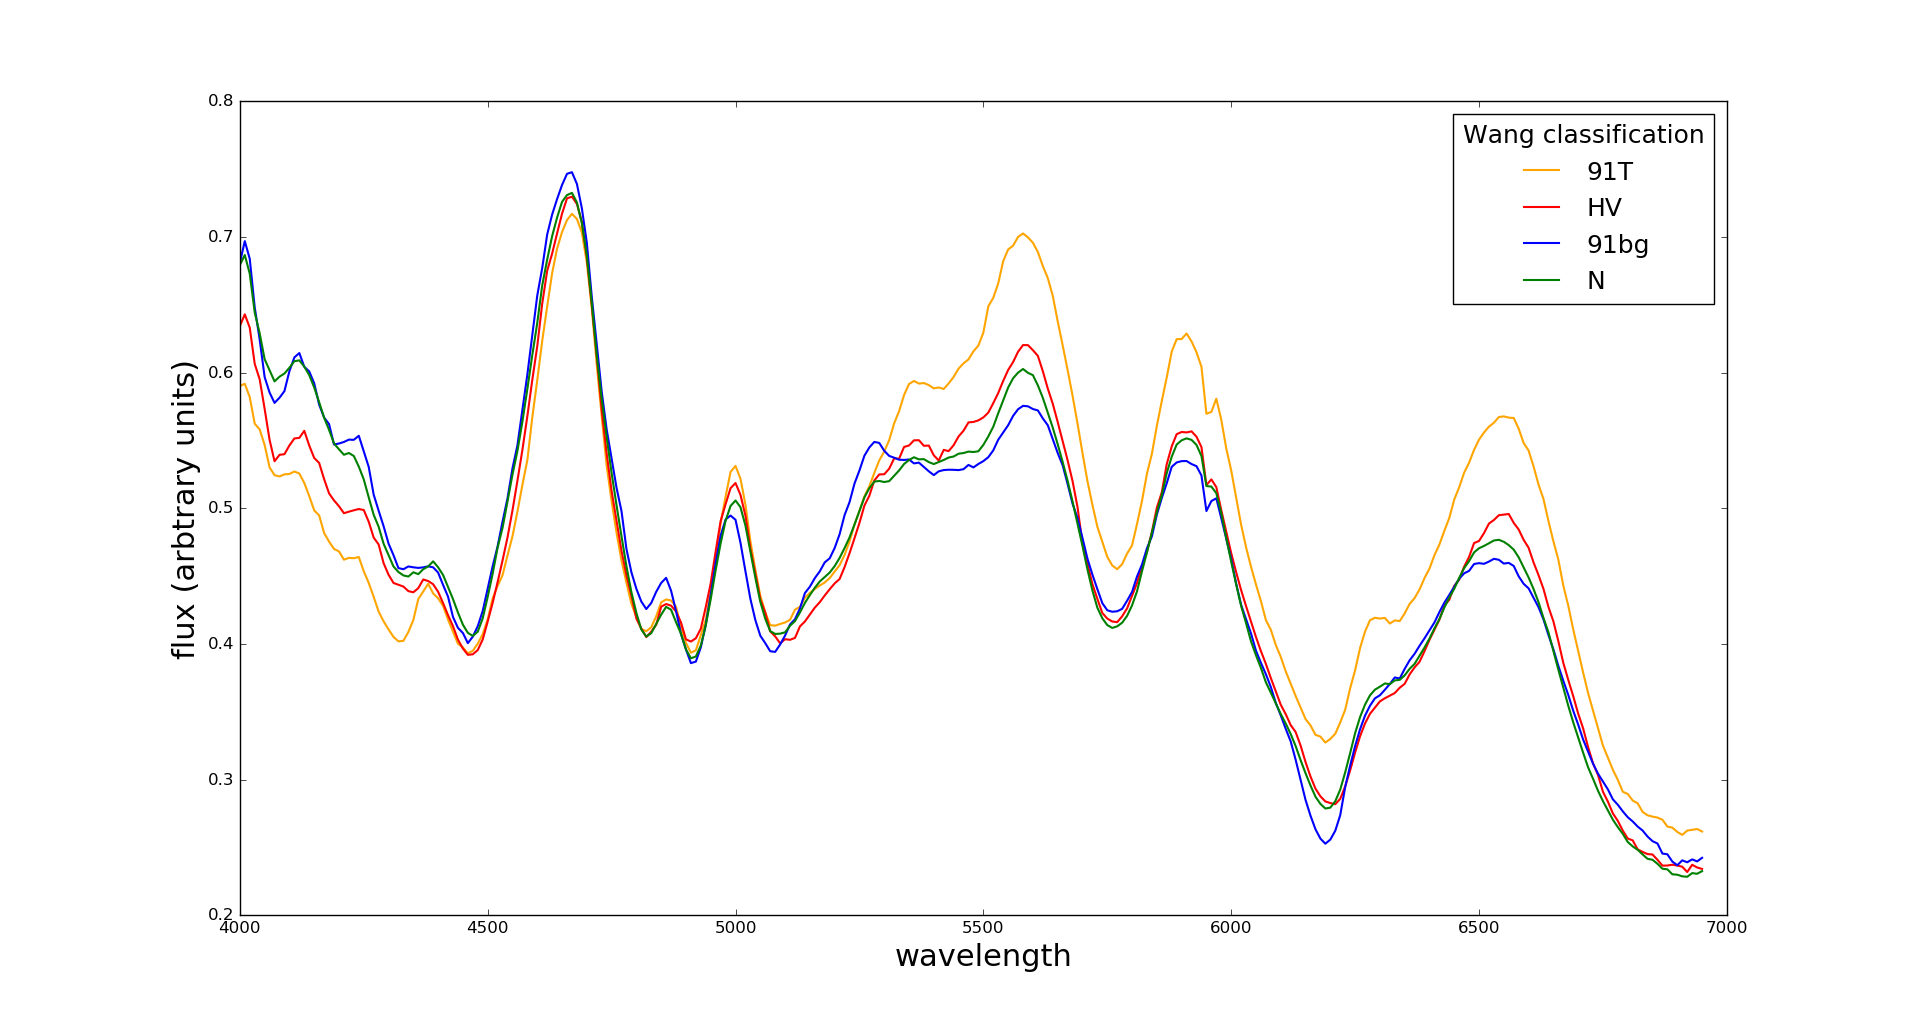 0.8
0.7
0.6
0.5
0.4
0.3
0.2
flux (arbtrary units)
Wang classification
91T
HV
91bg
N
4000 4500 5000 5500 6000 6500 7000
wavelength